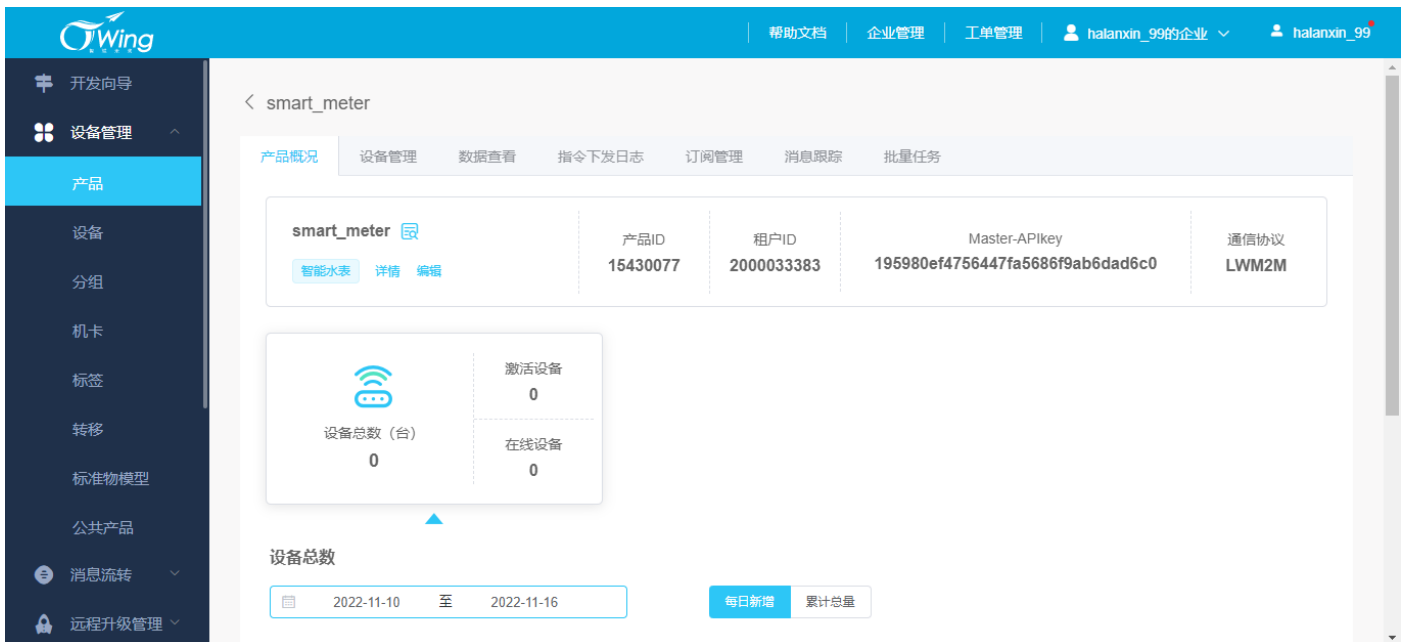 CTWing
帮助文档 企业管理 工单管理 halanxin_99的企业 halanxin_99
开发向导
设备管理
产品
设备
分组
机卡
标签
转移
标准物模型
公共产品
消息流转
远程升级管理
smart_meter
产品概况 设备管理 数据查看 指令下发日志 订阅管理 消息跟踪 批量任务
smart_meter
智能水表 详情 编辑
产品ID
15430077
租户ID
2000033383
Master-APIkey
195980ef4756447fa5686f9ab6dad6c0
通信协议
LWM2M
设备总数（台）
0
激活设备
0
在线设备
0
设备总数
2022-11-10 至 2022-11-16
每日新增 累计总量